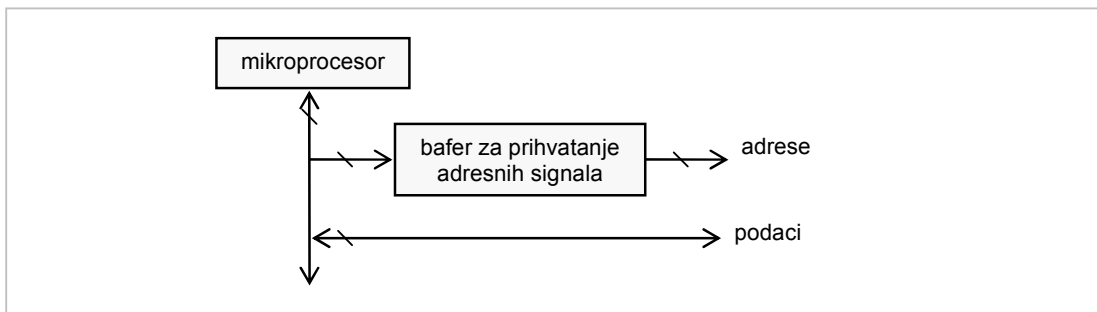 mikroprocesor
bafer za prihvatanje
adresnih signala
adrese
podaci